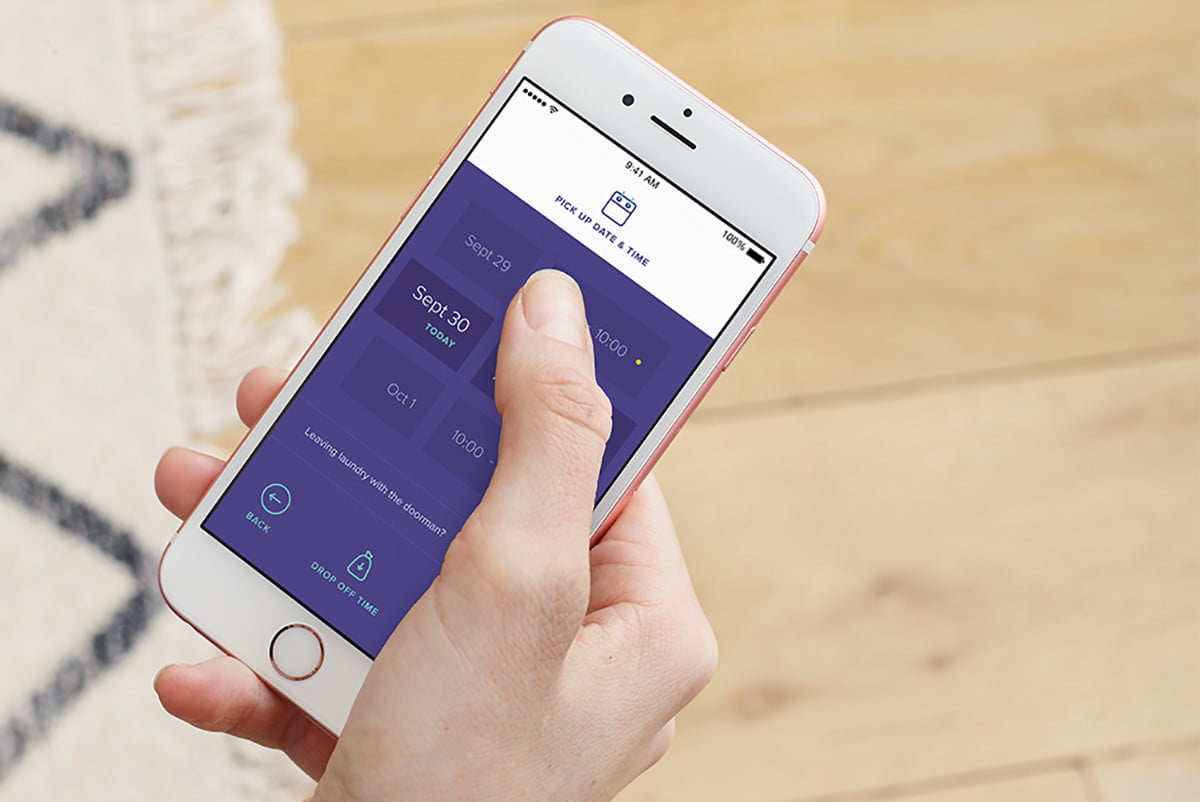 9:41 AM
100%
PICK UP DATE & TIME
Sept 29
- 10:00
Sept 30
TODAY
Oct 1
10:00 -
Leaving laundry with the doorman?
BACK
DROP OFF TIME